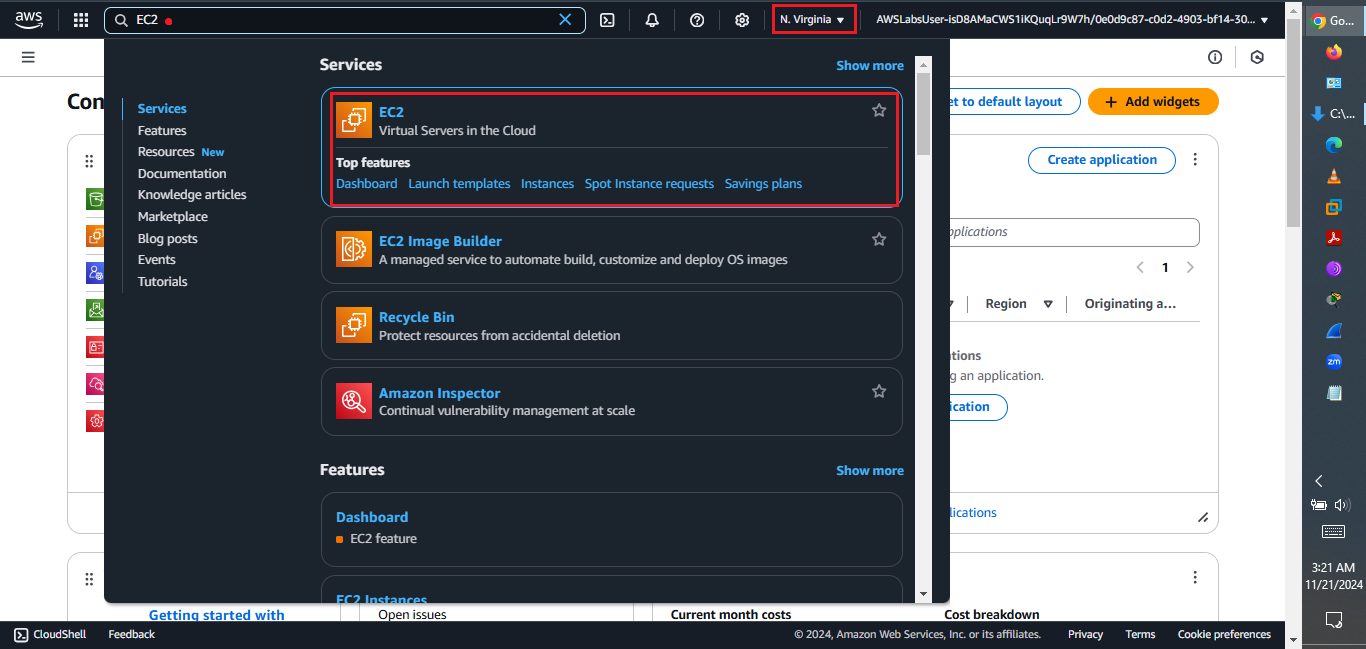 aws
EC2
N. Virginia
AWSLabsUser-isD8AMaCWS1iKQuqLr9W7h/0e0d9c87-c0d2-4903-bf14-30...
Go...
Services
Show more
Services
Features
Resources New
Documentation
Knowledge articles
Marketplace
Blog posts
Events
Tutorials
EC2
Virtual Servers in the Cloud
Top features
Dashboard Launch templates Instances Spot Instance requests Savings plans
EC2 Image Builder
A managed service to automate build, customize and deploy OS images
Recycle Bin
Protect resources from accidental deletion
Amazon Inspector
Continual vulnerability management at scale
Features
Show more
Dashboard
EC2 feature
EC2 Instances
Con
et to default layout
Add widgets
Create application
pplications
1
Region
Originating a...
ations
g an application.
ication
lications
Getting started with
Open issues
Current month costs
Cost breakdown
CloudShell Feedback
© 2024, Amazon Web Services, Inc. or its affiliates. Privacy Terms Cookie preferences
C:\...
zm
3:21 AM
11/21/2024